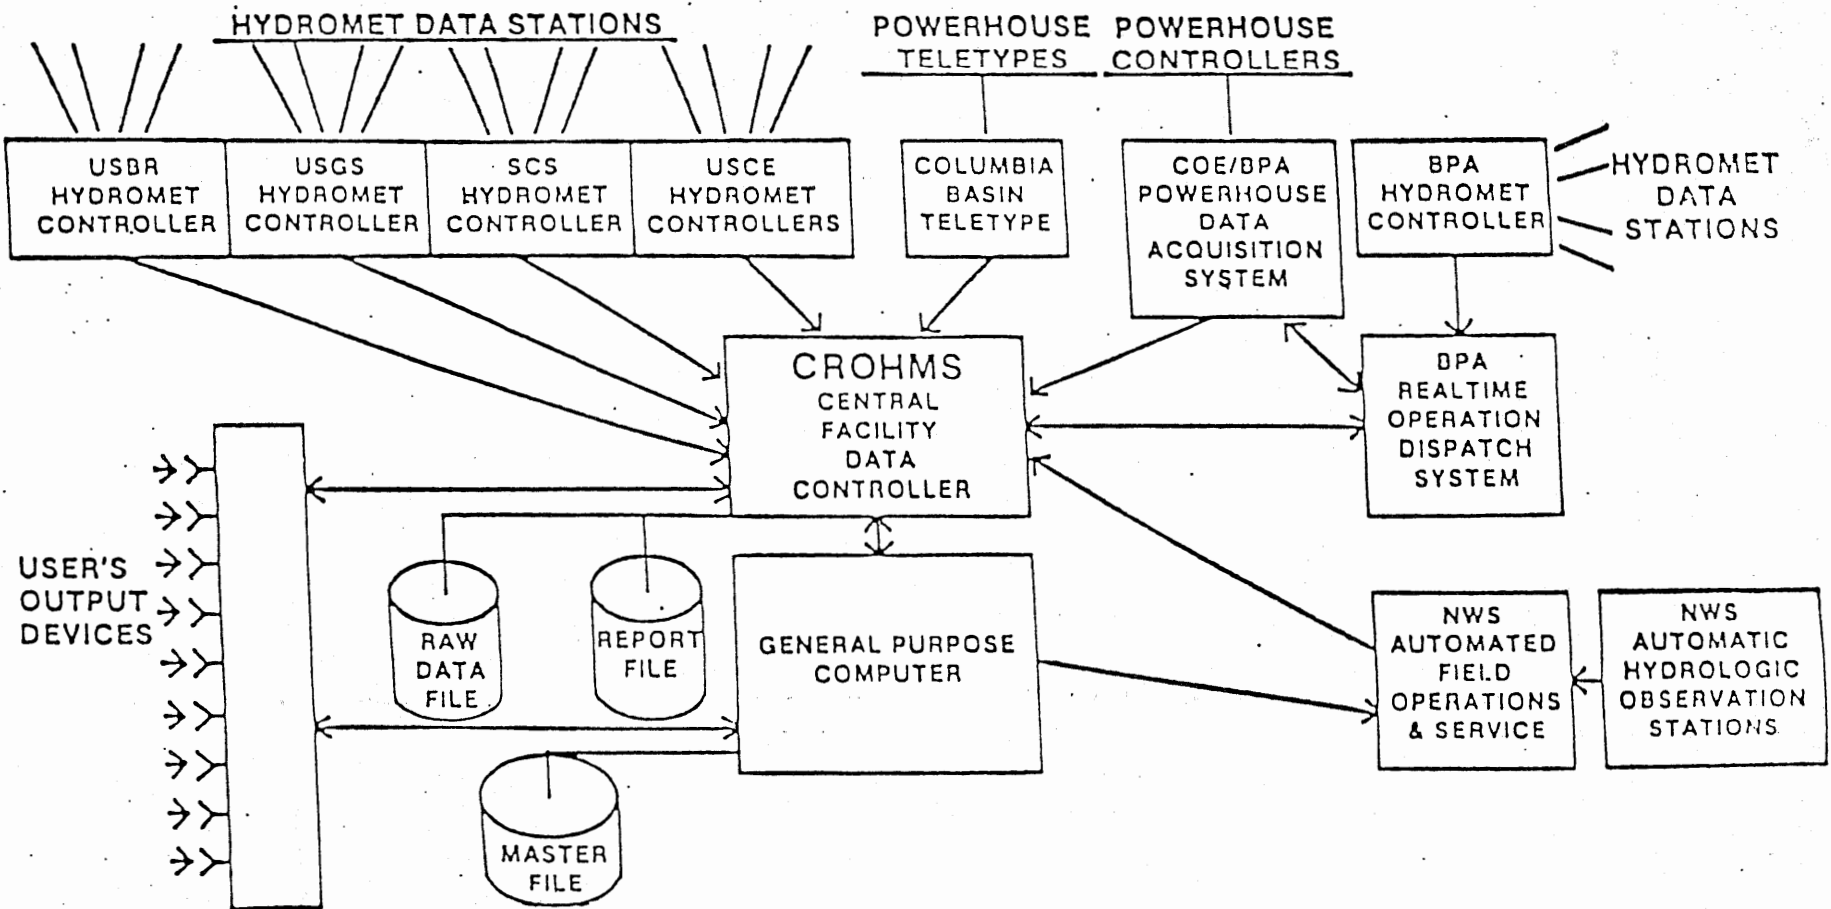 HYDROMET DATA STATIONS
POWERHOUSE
TELETYPES
POWERHOUSE
CONTROLLERS
USBR
HYDROMET
CONTROLLER
USGS
HYDROMET
CONTROLLER
SCS
HYDROMET
CONTROLLER
USCE
HYDROMET
CONTROLLERS
COLUMBIA
BASIN
TELETYPE
COE/BPA
POWERHOUSE
DATA
ACQUISITION
SYSTEM
BPA
HYDROMET
CONTROLLER
HYDROMET
DATA
STATIONS
CROHMS
CENTRAL
FACILITY
DATA
CONTROLLER
BPA
REALTIME
OPERATION
DISPATCH
SYSTEM
USER'S
OUTPUT
DEVICES
RAW
DATA
FILE
REPORT
FILE
GENERAL PURPOSE
COMPUTER
NWS
AUTOMATED
FIELD
OPERATIONS
& SERVICE
NWS
AUTOMATIC
HYDROLOGIC
OBSERVATION
STATIONS
MASTER
FILE